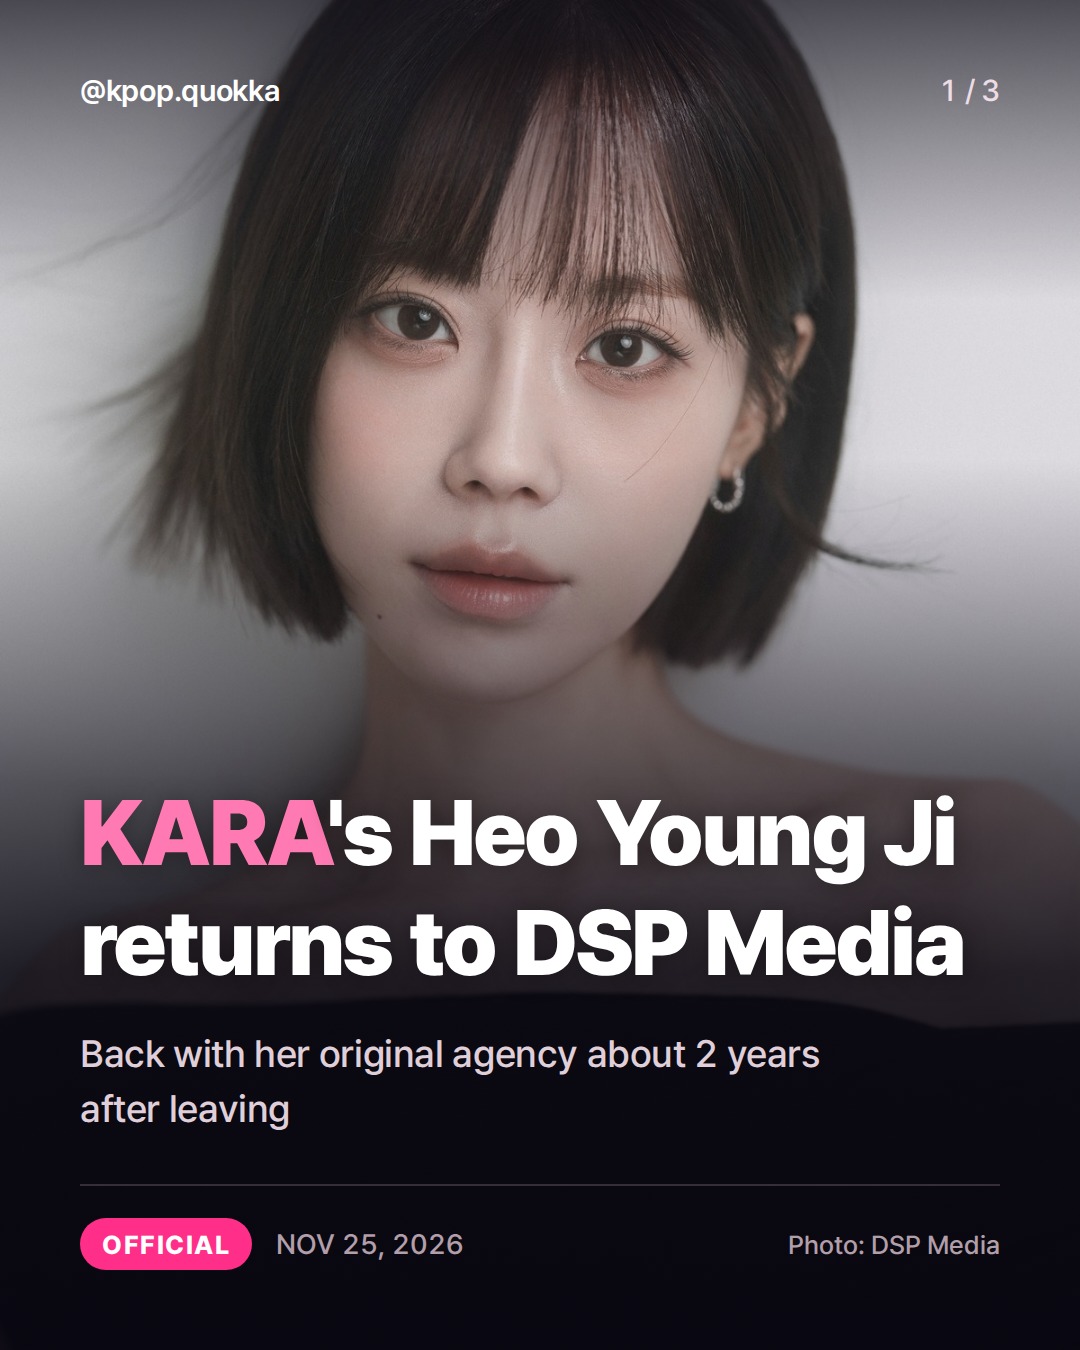 @kpop.quokka
1 / 3
KARA's Heo Young Ji
returns to DSP Media
Back with her original agency about 2 years
after leaving
OFFICIAL
NOV 25, 2026
Photo: DSP Media